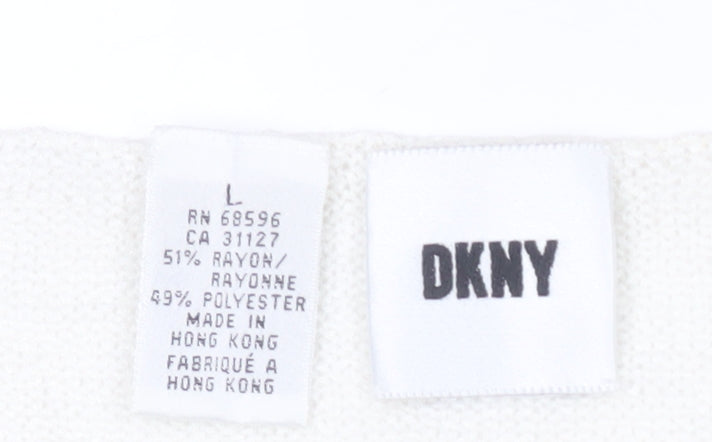 L
RN 68596
CA 31127
51% RAYON/
RAYONNE
49% POLYESTER
MADE IN
HONG KONG
FABRIQUÉ A
HONG KONG
DKNY